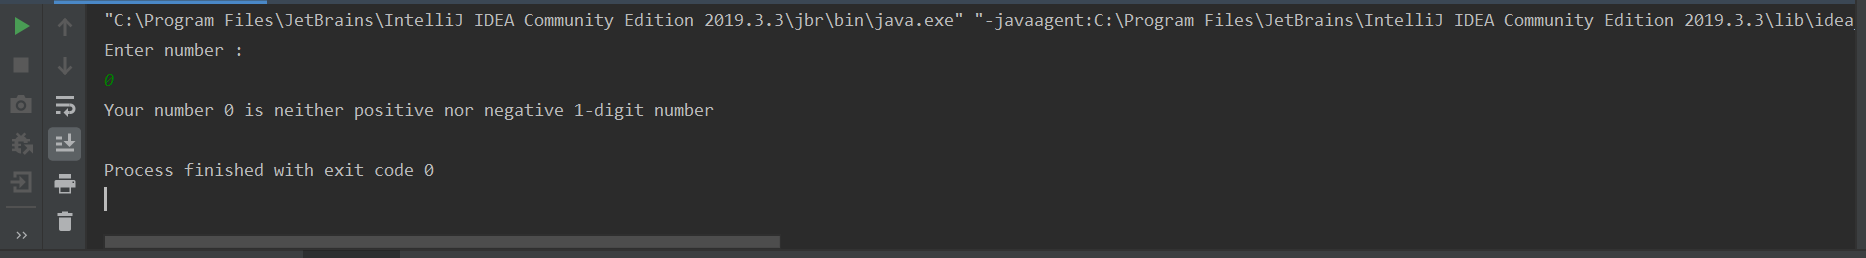 "C:\Program Files\JetBrains\IntelliJ IDEA Community Edition 2019.3.3\jbr\bin\java.exe" "-javaagent:C:\Program Files\JetBrains\IntelliJ IDEA Community Edition 2019.3.3\lib\idea_
Enter number :
0
Your number 0 is neither positive nor negative 1-digit number
Process finished with exit code 0